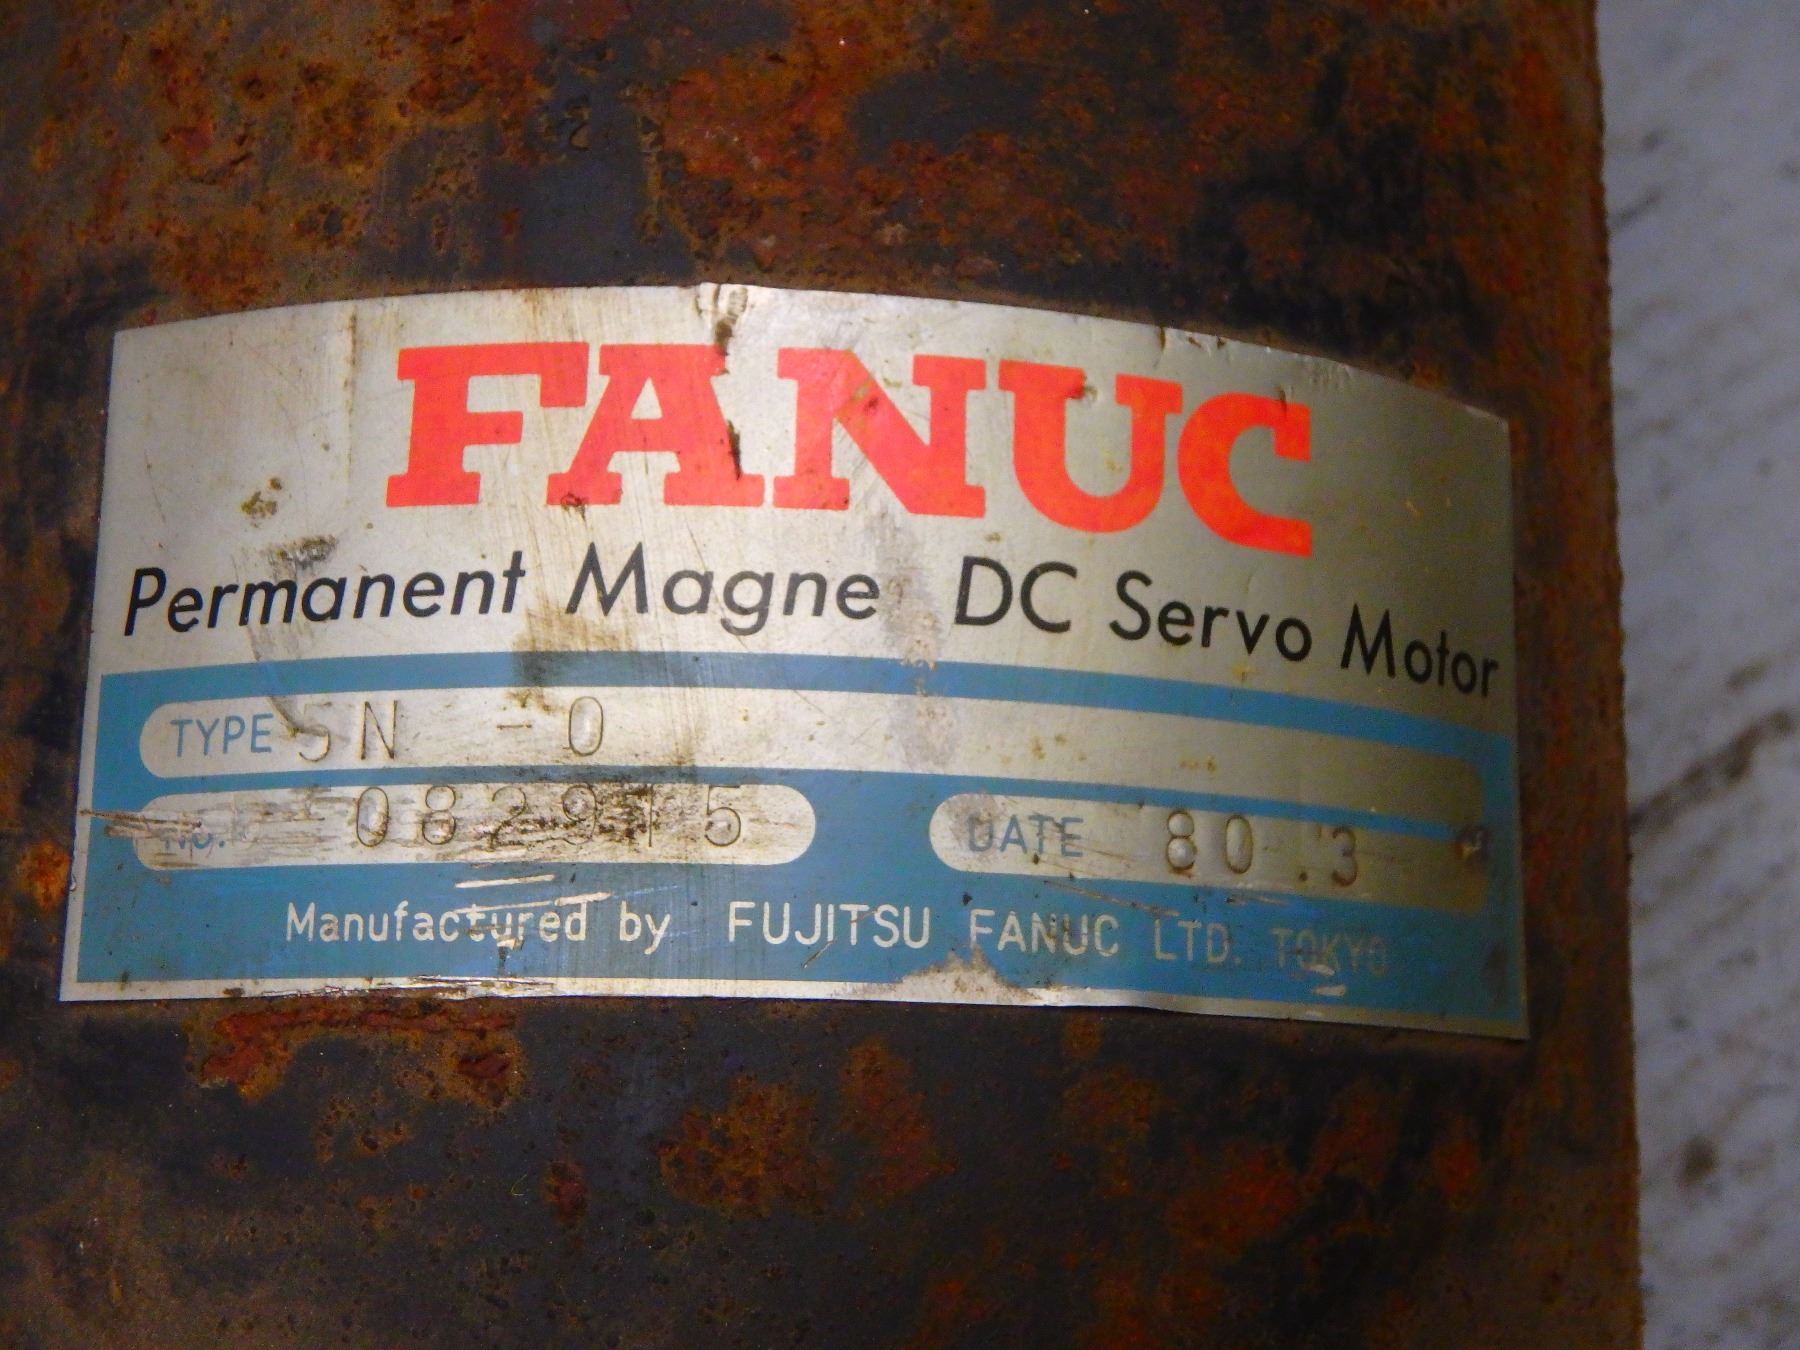 FANUC
Permanent Magne DC Servo Motor
TYPE 5N - 0
NO. 082915 DATE 80.3
Manufactured by FUJITSU FANUC LTD. TOKYO